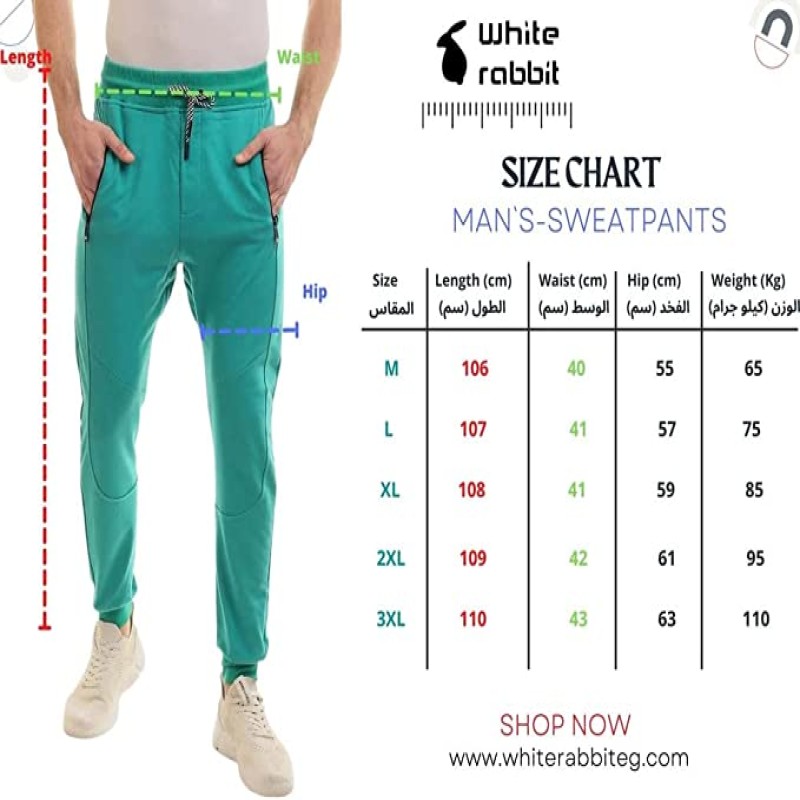 Length
Waist
Hip
White
rabbit
SIZE CHART
MAN`S-SWEATPANTS
Size Length (cm) Waist (cm) Hip (cm) Weight (Kg)
المقاس الطول (سم) الوسط (سم) الفخد (سم) الوزن (كيلو جرام)
M 106 40 55 65
L 107 41 57 75
XL 108 41 59 85
2XL 109 42 61 95
3XL 110 43 63 110
SHOP NOW
www.whiterabbiteg.com